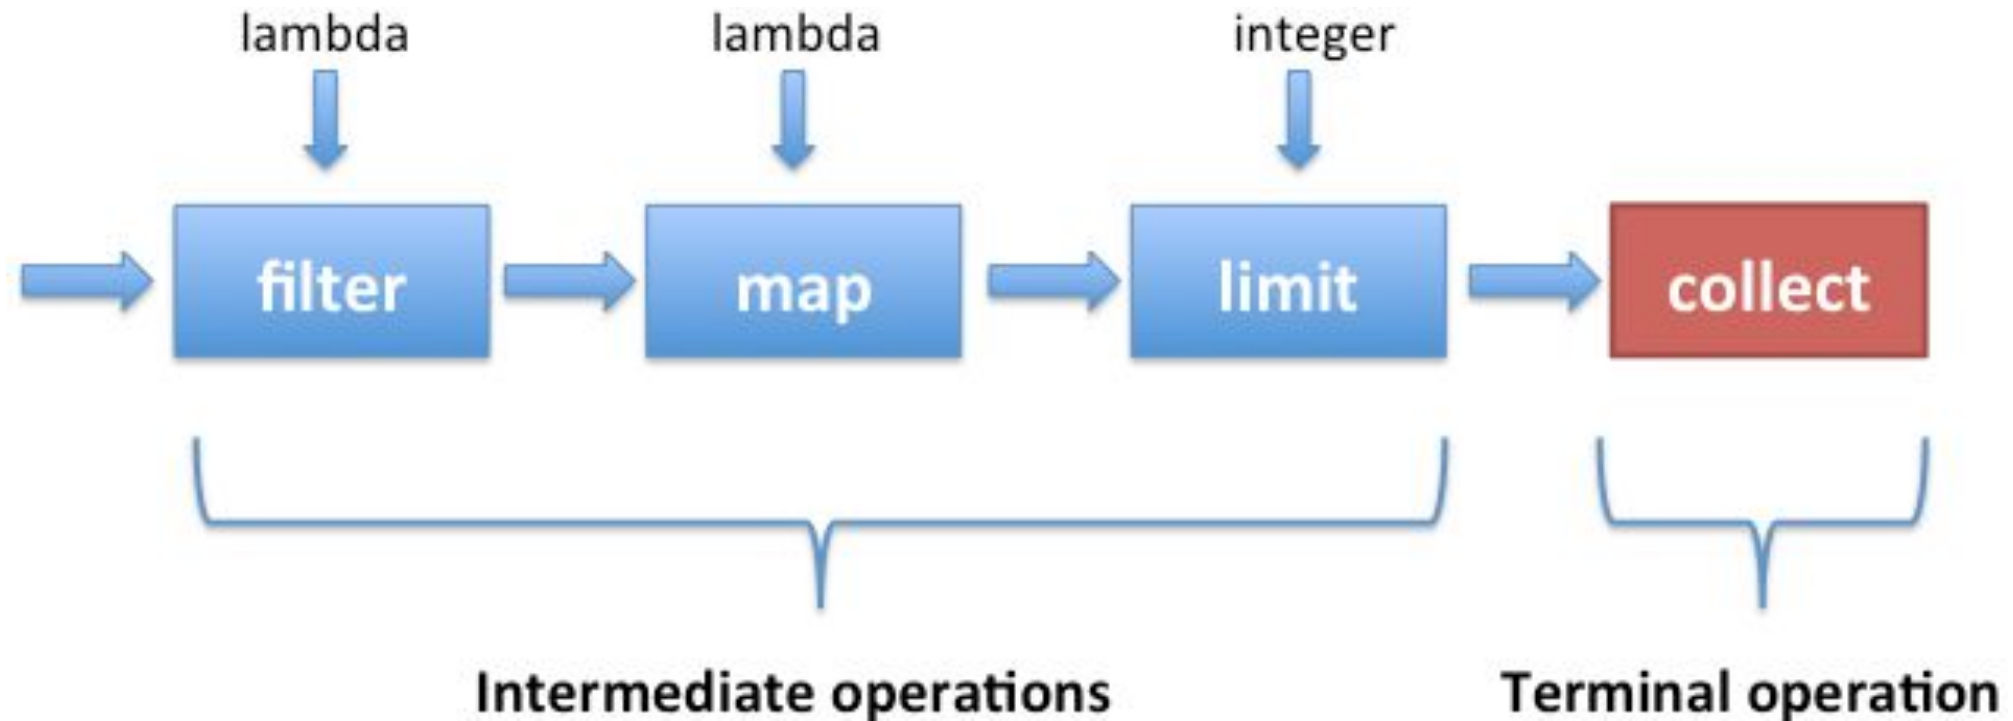 lambda lambda integer
filter map limit collect
Intermediate operations Terminal operation